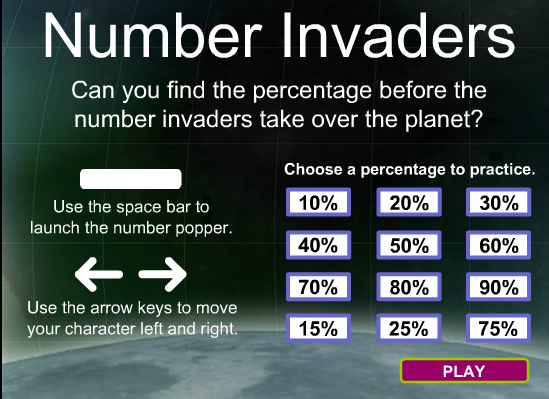 Number Invaders
Can you find the percentage before the
number invaders take over the planet?
Use the space bar to
launch the number popper.
Use the arrow keys to move
your character left and right.
Choose a percentage to practice.
10% 20% 30%
40% 50% 60%
70% 80% 90%
15% 25% 75%
PLAY